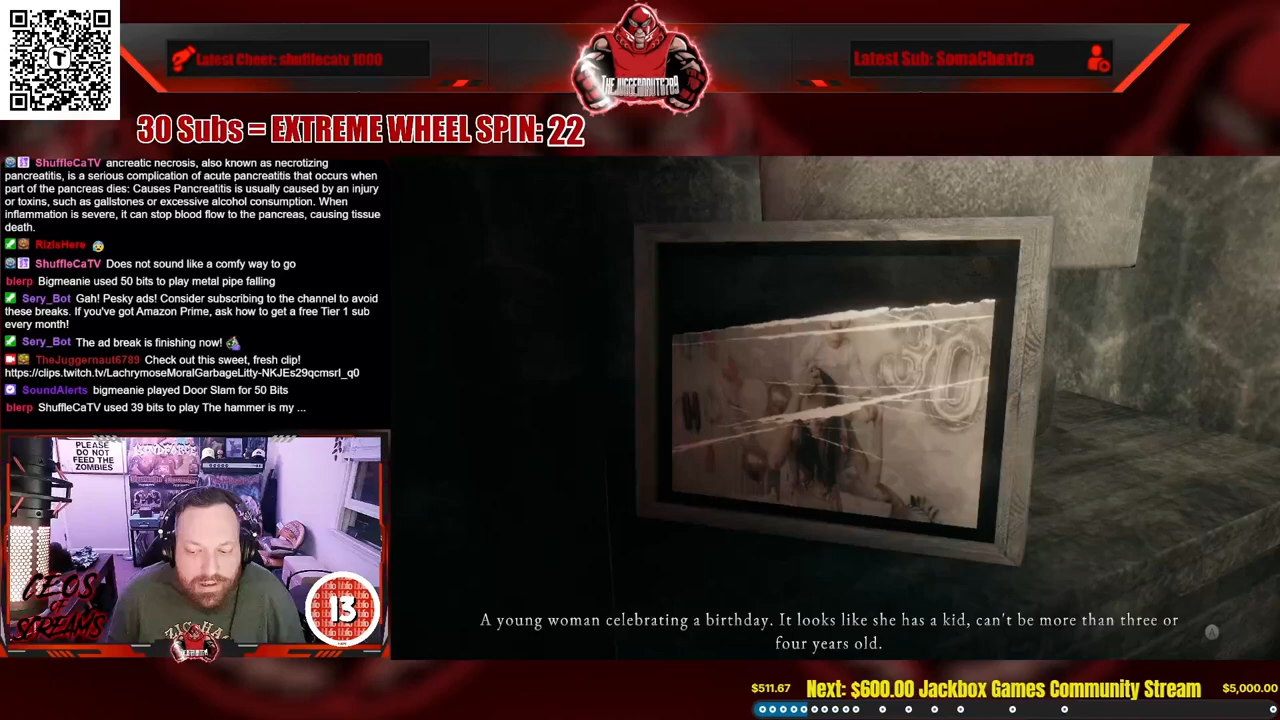 Latest Cheer: shufflecatv 1000
THEJUGGERNAUT6789
Latest Sub: SomaChextra
30 Subs = EXTREME WHEEL SPIN: 22
ShuffleCaTV ancreatic necrosis, also known as necrotizing
pancreatitis, is a serious complication of acute pancreatitis that occurs when
part of the pancreas dies: Causes Pancreatitis is usually caused by an injury
or toxins, such as gallstones or excessive alcohol consumption. When
inflammation is severe, it can stop blood flow to the pancreas, causing tissue
death.
RizIsHere
ShuffleCaTV Does not sound like a comfy way to go
blerp Bigmeanie used 50 bits to play metal pipe falling
Sery_Bot Gah! Pesky ads! Consider subscribing to the channel to avoid
these breaks. If you've got Amazon Prime, ask how to get a free Tier 1 sub
every month!
Sery_Bot The ad break is finishing now!
TheJuggernaut6789 Check out this sweet, fresh clip!
https://clips.twitch.tv/LachrymoseMoralGarbageLitty-NKJEs29qcmsrI_q0
SoundAlerts bigmeanie played Door Slam for 50 Bits
blerp ShuffleCaTV used 39 bits to play The hammer is my ...
PLEASE
DO NOT
FEED THE
ZOMBIES
CEOS
OF
STREAMS
13
A young woman celebrating a birthday. It looks like she has a kid, can't be more than three or
four years old.
A
$511.67 Next: $600.00 Jackbox Games Community Stream $5,000.00